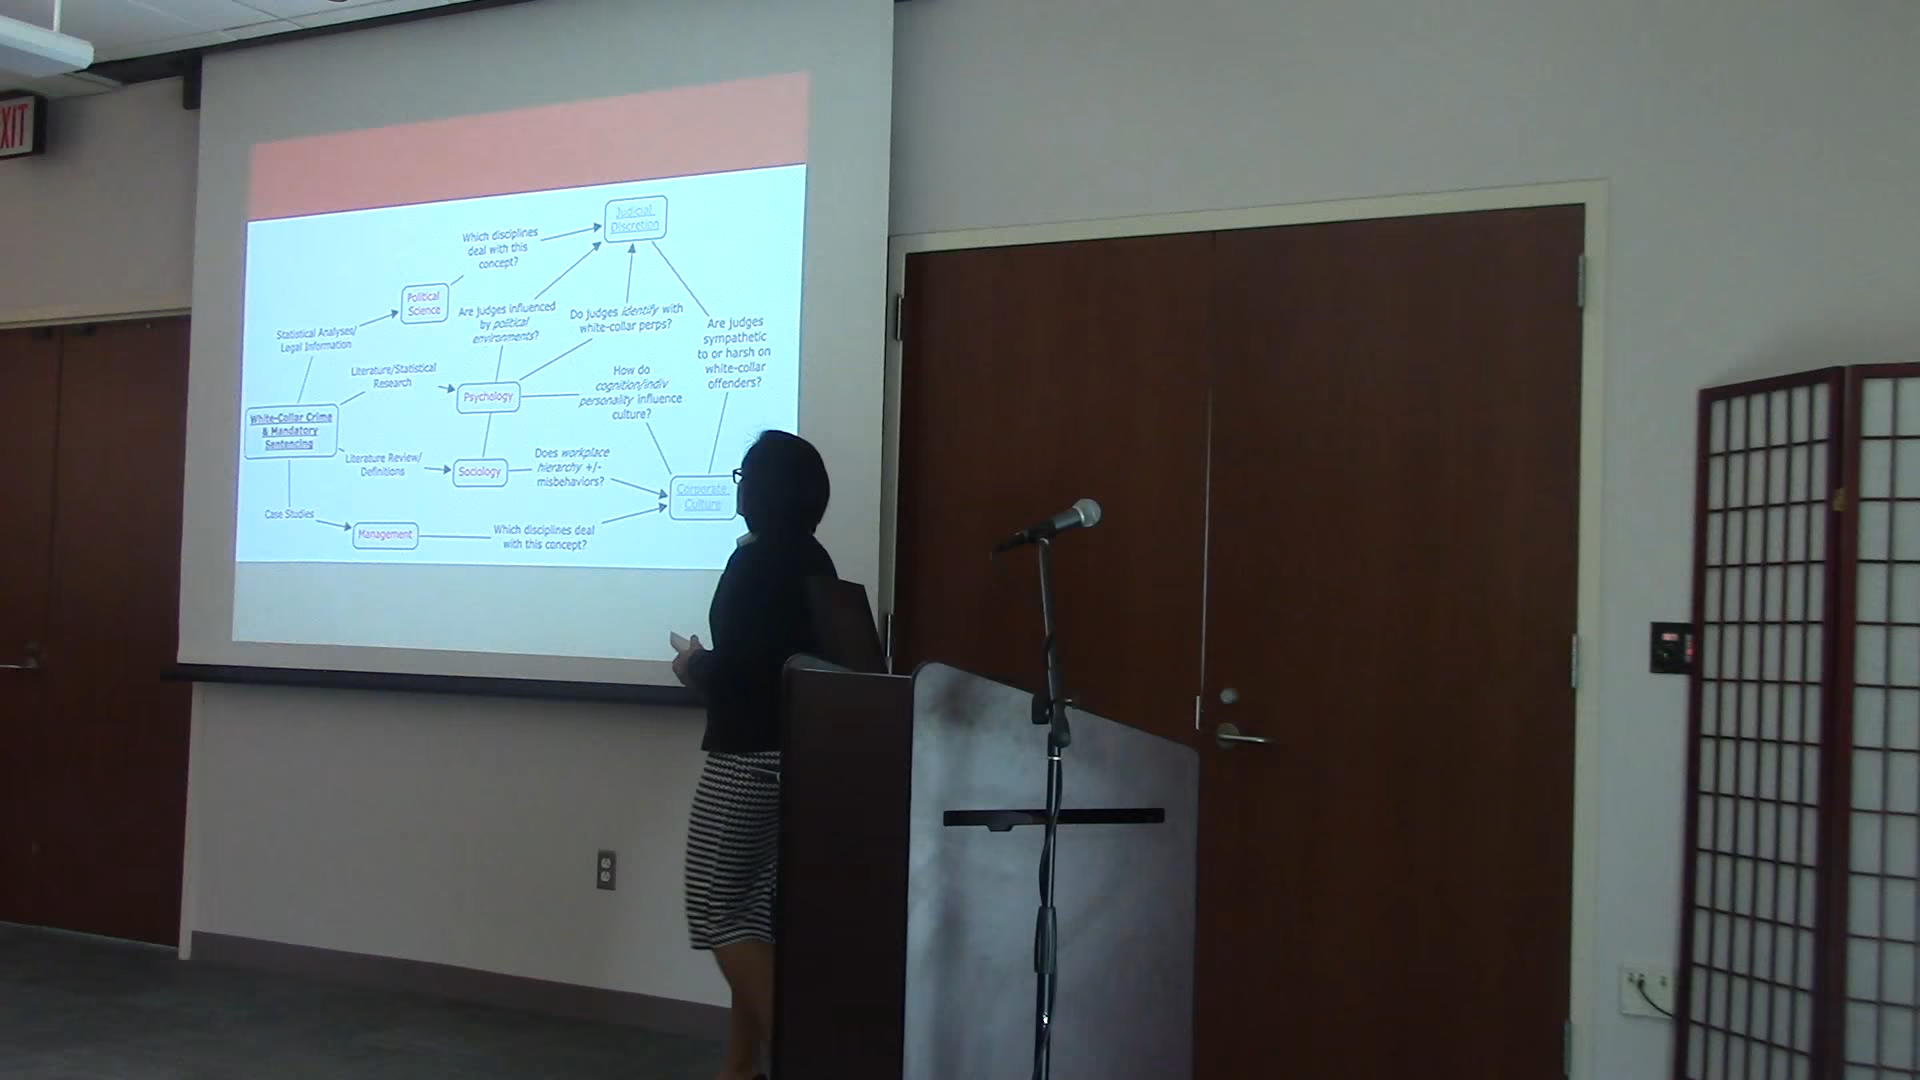 EXIT
Judicial
Discretion
Which disciplines
deal with this
concept?
Political
Science
Are judges influenced
by political
environments?
Do judges identify with
white-collar perps?
Are judges
sympathetic
to or harsh on
white-collar
offenders?
Statistical Analyses/
Legal Information
Literature/Statistical
Research
Psychology
How do
cognition/indiv
personality influence
culture?
White-Collar Crime
& Mandatory
Sentencing
Literature Review/
Definitions
Sociology
Does workplace
hierarchy +/-
misbehaviors?
Corporate
Culture
Case Studies
Management
Which disciplines deal
with this concept?